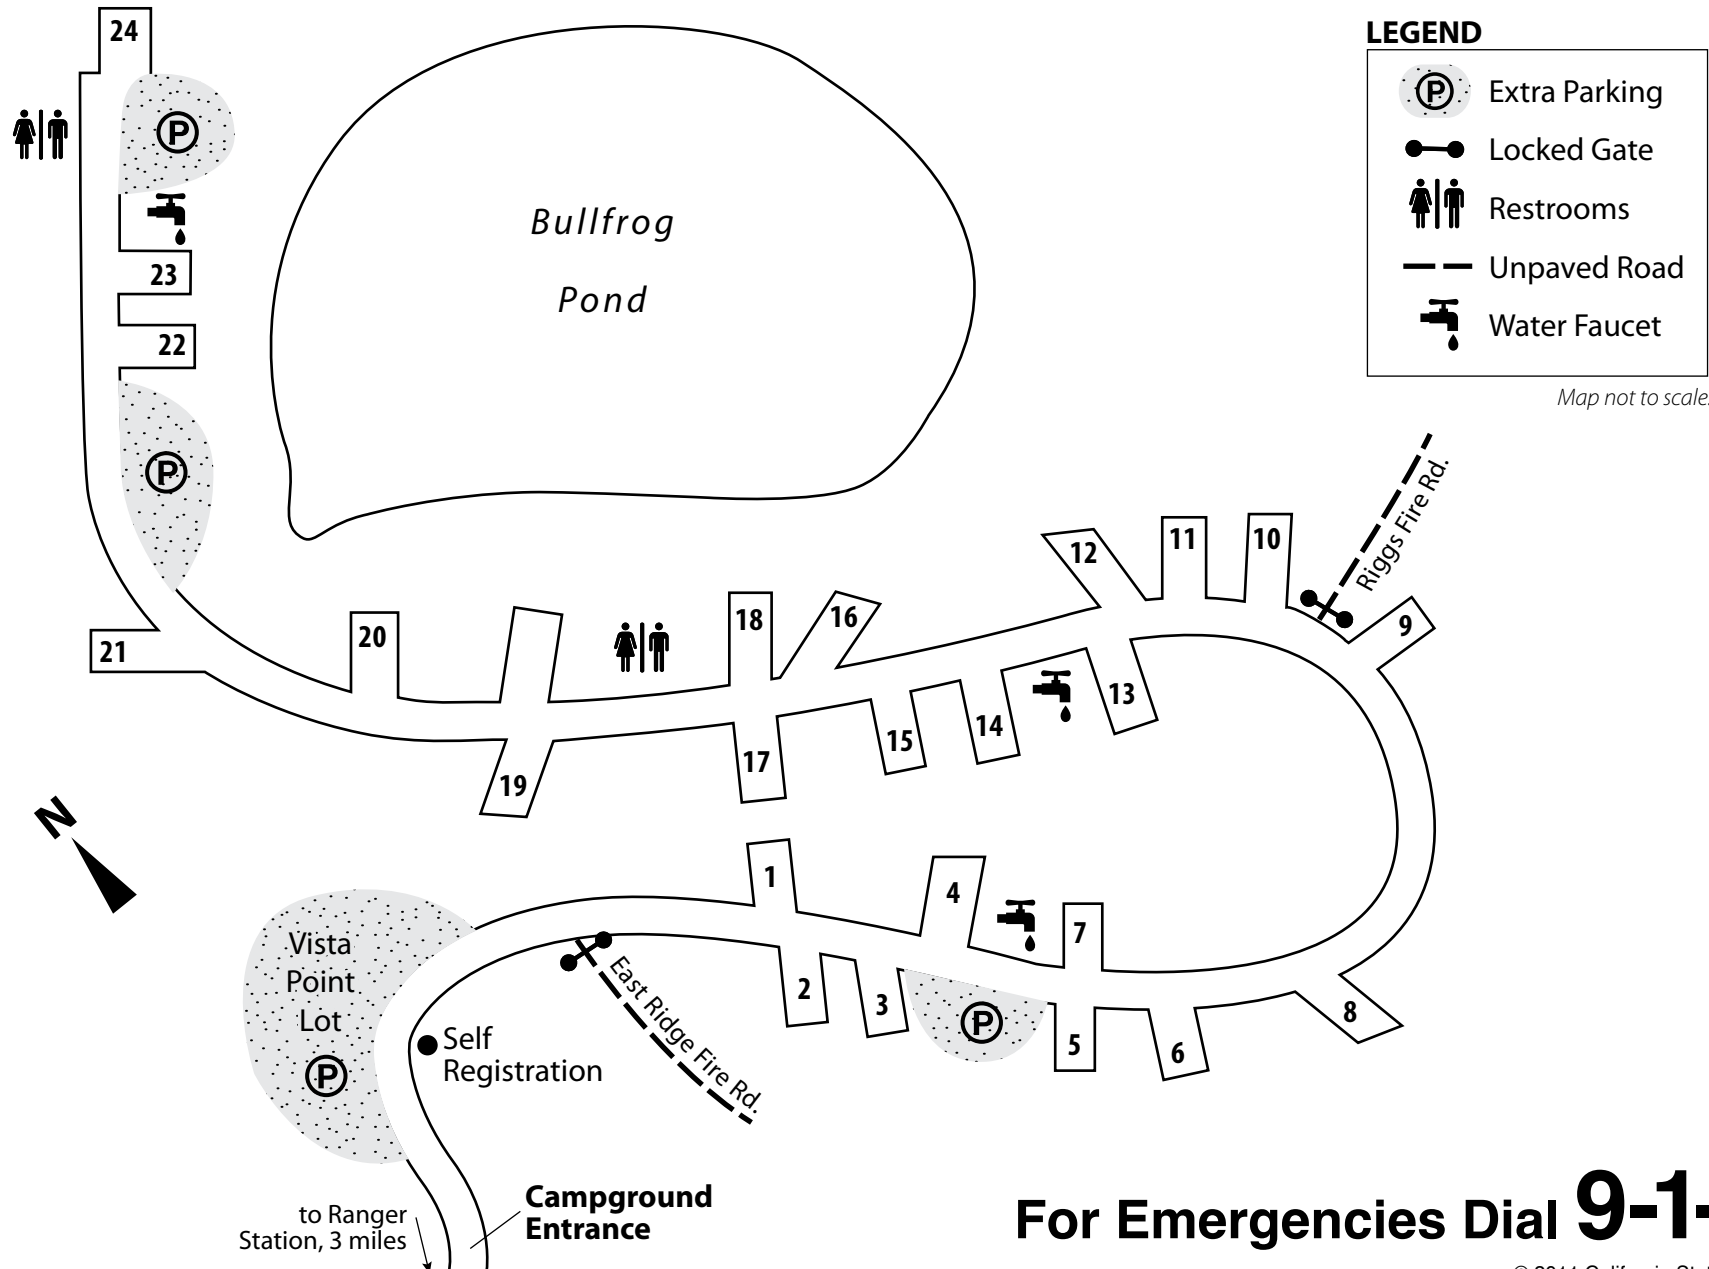 24
P
23
22
P
21
20
19
18
16
17
15
14
13
12
11
10
9
Riggs Fire Rd.
Bullfrog
Pond
LEGEND
P Extra Parking
Locked Gate
Restrooms
Unpaved Road
Water Faucet
Map not to scale.
N
1
4
7
2
3
P
5
6
8
Vista
Point
Lot
P
Self
Registration
East Ridge Fire Rd.
to Ranger
Station, 3 miles
Campground
Entrance
For Emergencies Dial 9-1-
© 2011 California Stat